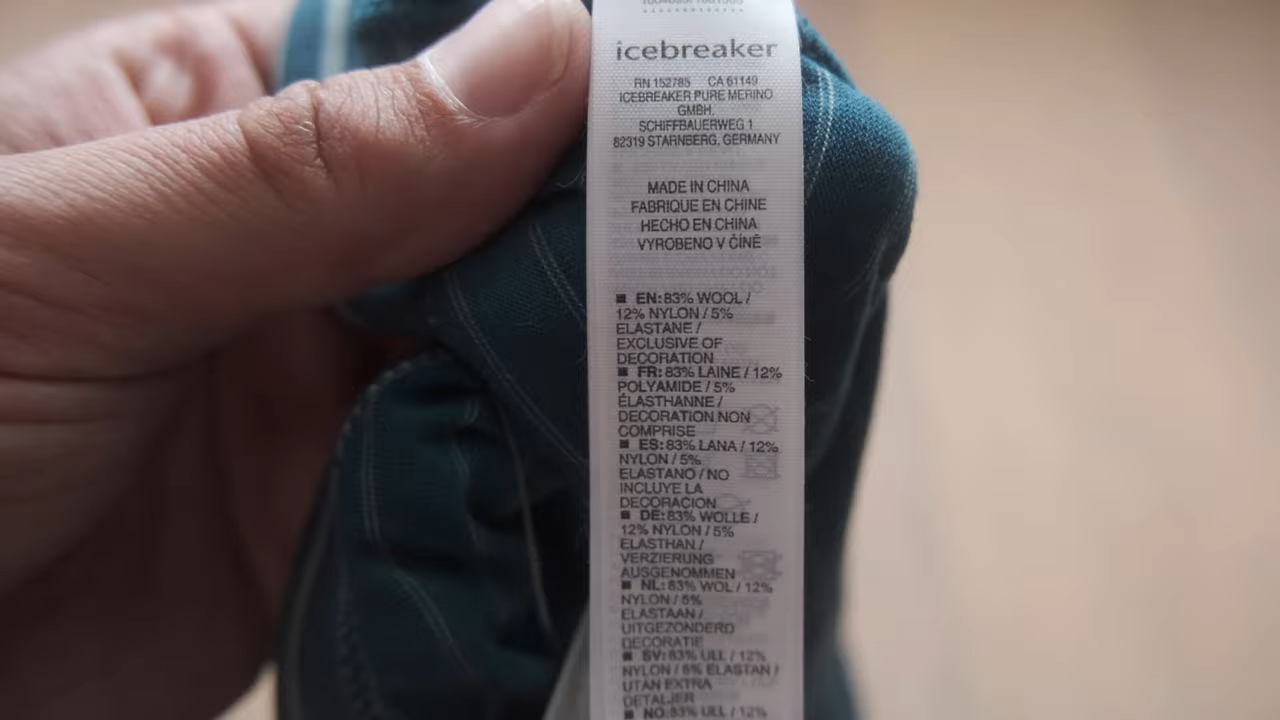 icebreaker
RN 152785 CA 61149
ICEBREAKER PURE MERINO
GMBH,
SCHIFFBAUERWEG 1
82319 STARNBERG, GERMANY
MADE IN CHINA
FABRIQUE EN CHINE
HECHO EN CHINA
VYROBENO V ČÍNĚ
■ EN: 83% WOOL /
12% NYLON / 5%
ELASTANE /
EXCLUSIVE OF
DECORATION
■ FR: 83% LAINE / 12%
POLYAMIDE / 5%
ÉLASTHANNE /
DECORATION NON
COMPRISE
■ ES: 83% LANA / 12%
NYLON / 5%
ELASTANO / NO
INCLUYE LA
DECORACION
■ DE: 83% WOLLE /
12% NYLON / 5%
ELASTHAN /
VERZIERUNG
AUSGENOMMEN
■ NL: 83% WOL / 12%
NYLON / 5%
ELASTAAN /
UITGEZONDERD
DECORATIE
■ SV: 83% ULL / 12%
NYLON / 5% ELASTAN /
UTAN EXTRA
DETALJER
■ NO: 83% ULL / 12%